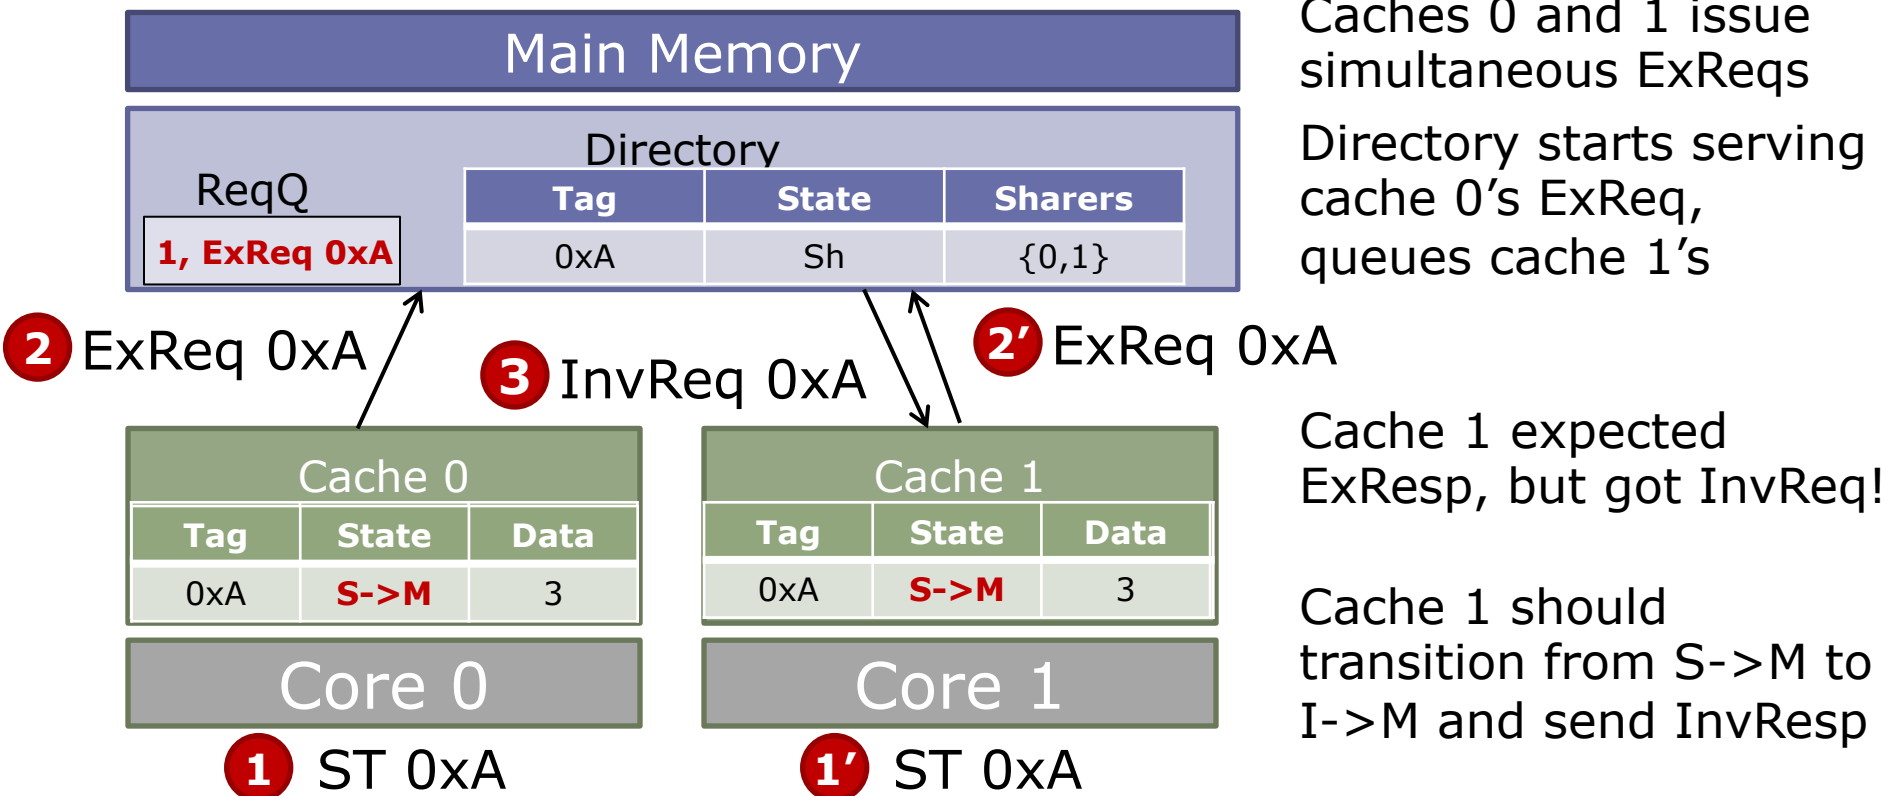 Main Memory
Directory
ReqQ
1, ExReq 0xA
Tag State Sharers
0xA Sh {0,1}
2 ExReq 0xA
3 InvReq 0xA
2′ ExReq 0xA
Cache 0
Tag State Data
0xA S->M 3
Core 0
1 ST 0xA
Cache 1
Tag State Data
0xA S->M 3
Core 1
1′ ST 0xA
Caches 0 and 1 issue
simultaneous ExReqs
Directory starts serving
cache 0’s ExReq,
queues cache 1’s
Cache 1 expected
ExResp, but got InvReq!
Cache 1 should
transition from S->M to
I->M and send InvResp